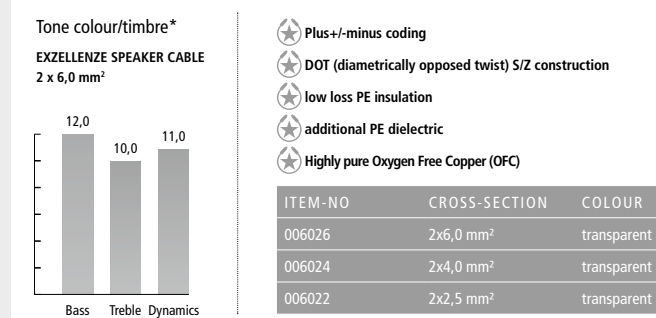 Tone colour/timbre*
EXZELLENZE SPEAKER CABLE
2 x 6,0 mm²
12,0
10,0
11,0
Bass Treble Dynamics
Plus+/-minus coding
DOT (diametrically opposed twist) S/Z construction
low loss PE insulation
additional PE dielectric
Highly pure Oxygen Free Copper (OFC)
ITEM-NO CROSS-SECTION COLOUR
006026 2x6,0 mm² transparent
006024 2x4,0 mm² transparent
006022 2x2,5 mm² transparent